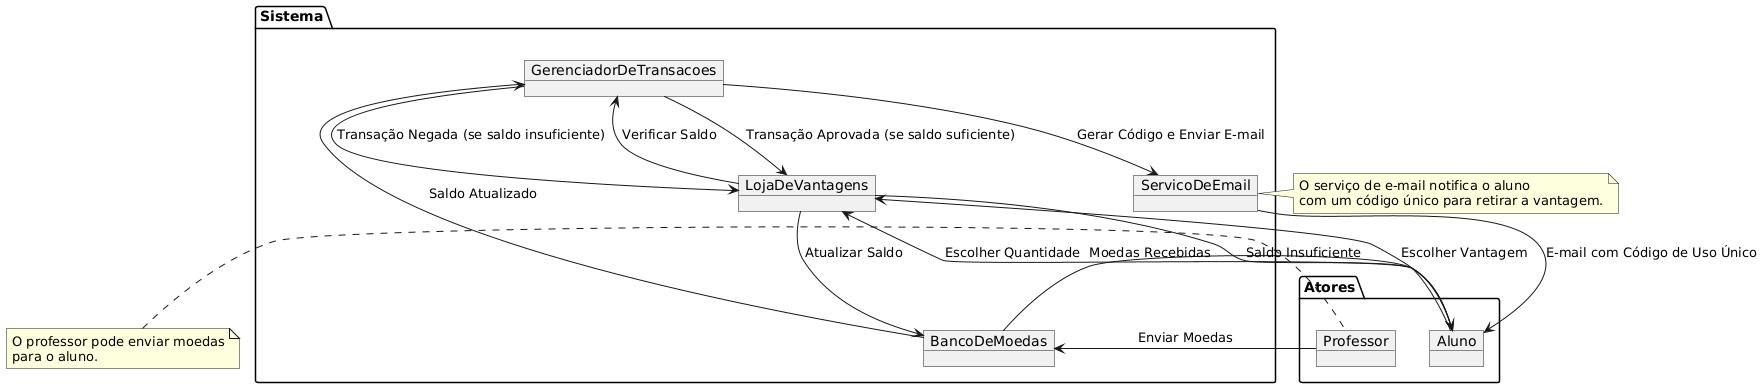 Sistema
GerenciadorDeTransacoes
Transação Negada (se saldo insuficiente)
Verificar Saldo
Transação Aprovada (se saldo suficiente)
Gerar Código e Enviar E-mail
LojaDeVantagens
ServicoDeEmail
O serviço de e-mail notifica o aluno
com um código único para retirar a vantagem.
Saldo Atualizado
Atualizar Saldo
Escolher Quantidade
Moedas Recebidas
Saldo Insuficiente
Escolher Vantagem
E-mail com Código de Uso Único
Atores
O professor pode enviar moedas
para o aluno.
BancoDeMoedas
Enviar Moedas
Professor
Aluno